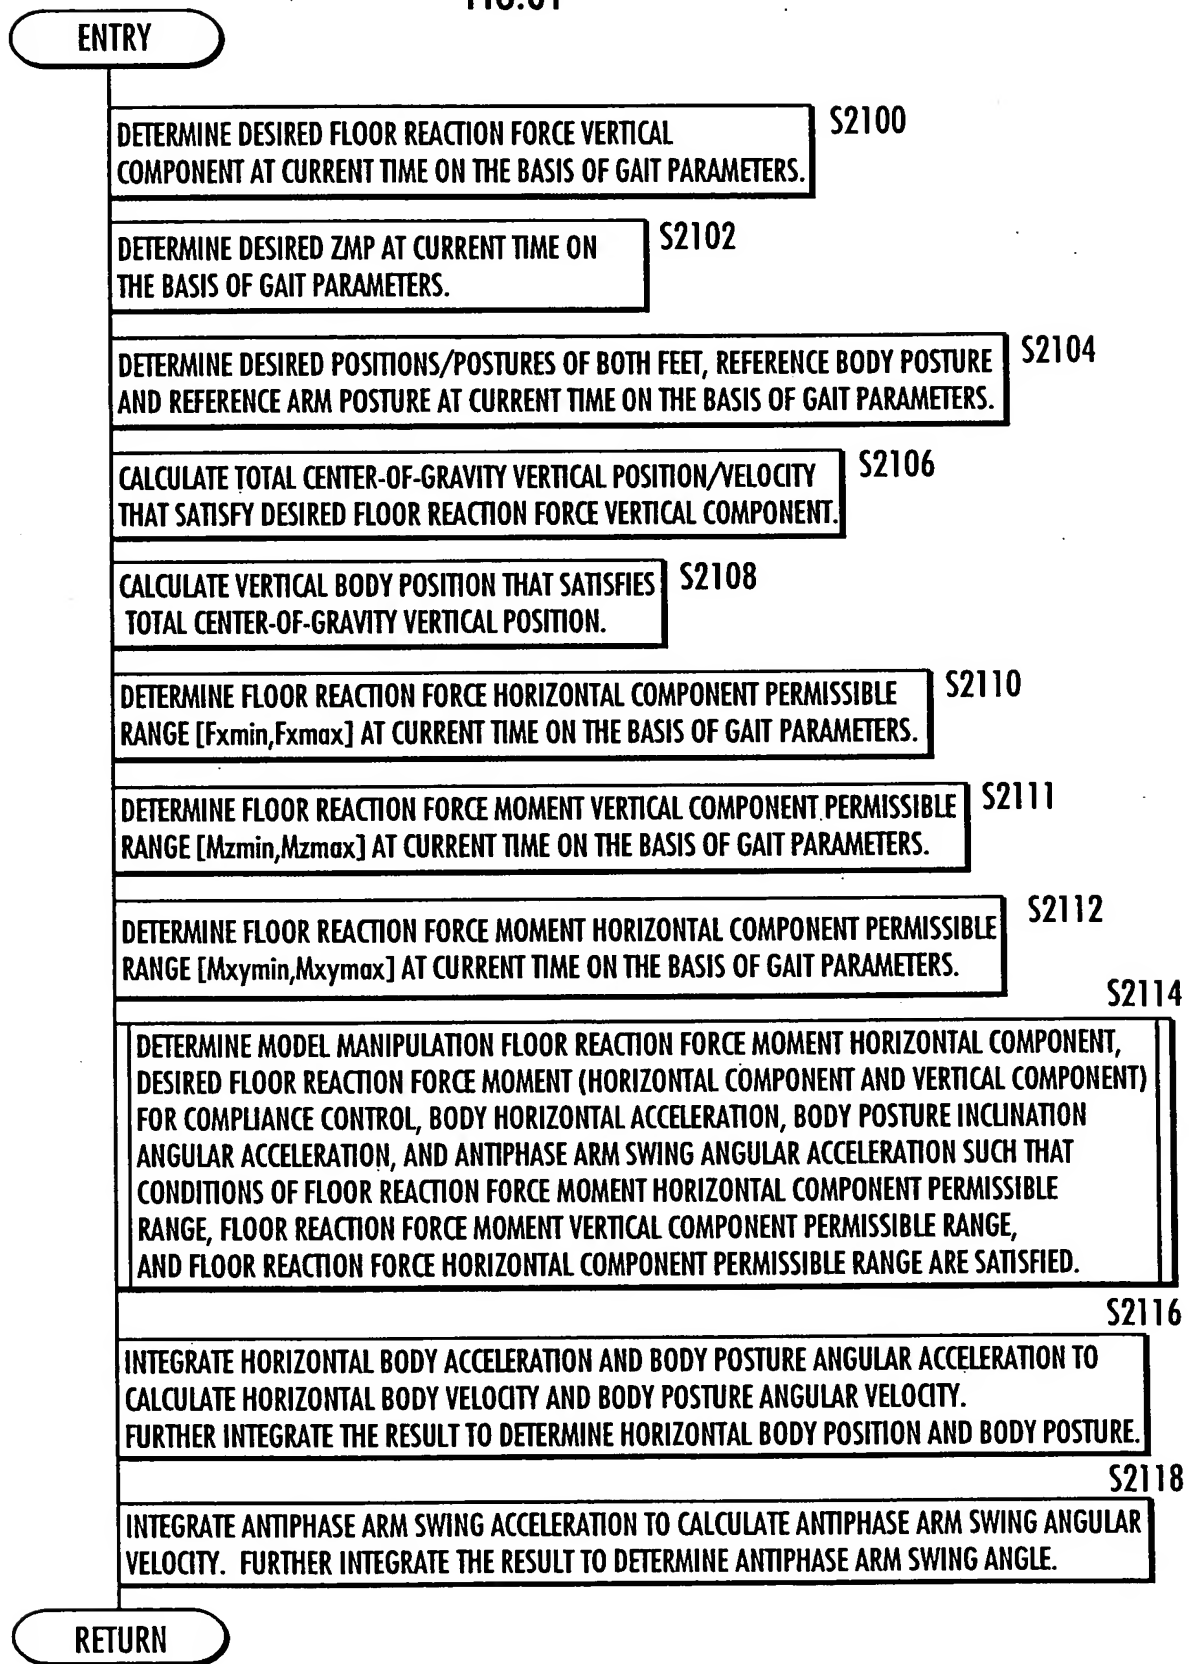 ENTRY
DETERMINE DESIRED FLOOR REACTION FORCE VERTICAL
COMPONENT AT CURRENT TIME ON THE BASIS OF GAIT PARAMETERS.
S2100
DETERMINE DESIRED ZMP AT CURRENT TIME ON
THE BASIS OF GAIT PARAMETERS.
S2102
DETERMINE DESIRED POSITIONS/POSTURES OF BOTH FEET, REFERENCE BODY POSTURE
AND REFERENCE ARM POSTURE AT CURRENT TIME ON THE BASIS OF GAIT PARAMETERS.
S2104
CALCULATE TOTAL CENTER-OF-GRAVITY VERTICAL POSITION/VELOCITY
THAT SATISFY DESIRED FLOOR REACTION FORCE VERTICAL COMPONENT.
S2106
CALCULATE VERTICAL BODY POSITION THAT SATISFIES
TOTAL CENTER-OF-GRAVITY VERTICAL POSITION.
S2108
DETERMINE FLOOR REACTION FORCE HORIZONTAL COMPONENT PERMISSIBLE
RANGE [Fxmin,Fxmax] AT CURRENT TIME ON THE BASIS OF GAIT PARAMETERS.
S2110
DETERMINE FLOOR REACTION FORCE MOMENT VERTICAL COMPONENT PERMISSIBLE
RANGE [Mzmin,Mzmax] AT CURRENT TIME ON THE BASIS OF GAIT PARAMETERS.
S2111
DETERMINE FLOOR REACTION FORCE MOMENT HORIZONTAL COMPONENT PERMISSIBLE
RANGE [Mxymin,Mxymax] AT CURRENT TIME ON THE BASIS OF GAIT PARAMETERS.
S2112
S2114
DETERMINE MODEL MANIPULATION FLOOR REACTION FORCE MOMENT HORIZONTAL COMPONENT,
DESIRED FLOOR REACTION FORCE MOMENT (HORIZONTAL COMPONENT AND VERTICAL COMPONENT)
FOR COMPLIANCE CONTROL, BODY HORIZONTAL ACCELERATION, BODY POSTURE INCLINATION
ANGULAR ACCELERATION, AND ANTIPHASE ARM SWING ANGULAR ACCELERATION SUCH THAT
CONDITIONS OF FLOOR REACTION FORCE MOMENT HORIZONTAL COMPONENT PERMISSIBLE
RANGE, FLOOR REACTION FORCE MOMENT VERTICAL COMPONENT PERMISSIBLE RANGE,
AND FLOOR REACTION FORCE HORIZONTAL COMPONENT PERMISSIBLE RANGE ARE SATISFIED.
S2116
INTEGRATE HORIZONTAL BODY ACCELERATION AND BODY POSTURE ANGULAR ACCELERATION TO
CALCULATE HORIZONTAL BODY VELOCITY AND BODY POSTURE ANGULAR VELOCITY.
FURTHER INTEGRATE THE RESULT TO DETERMINE HORIZONTAL BODY POSITION AND BODY POSTURE.
S2118
INTEGRATE ANTIPHASE ARM SWING ACCELERATION TO CALCULATE ANTIPHASE ARM SWING ANGULAR
VELOCITY. FURTHER INTEGRATE THE RESULT TO DETERMINE ANTIPHASE ARM SWING ANGLE.
RETURN